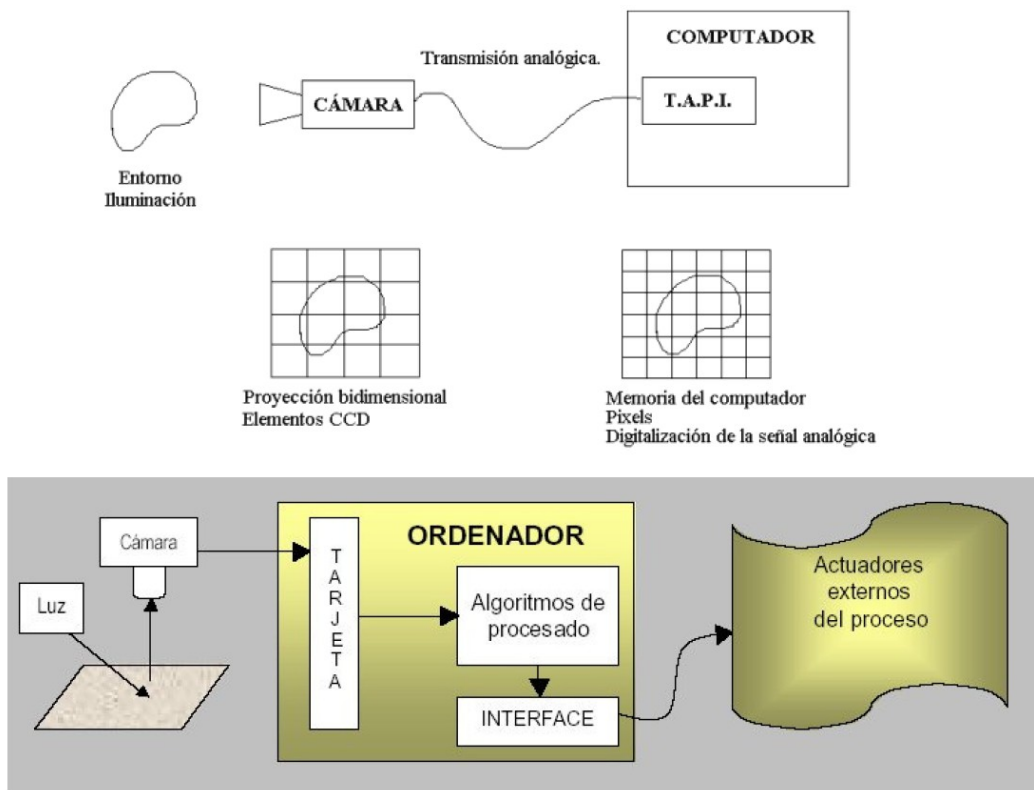 COMPUTADOR
Transmisión analógica.
CÁMARA
T.A.P.I.
Entorno
Iluminación
Proyección bidimensional
Elementos CCD
Memoria del computador
Pixels
Digitalización de la señal analógica
Cámara
Luz
TARJETA
ORDENADOR
Algoritmos de
procesado
INTERFACE
Actuadores
externos
del proceso